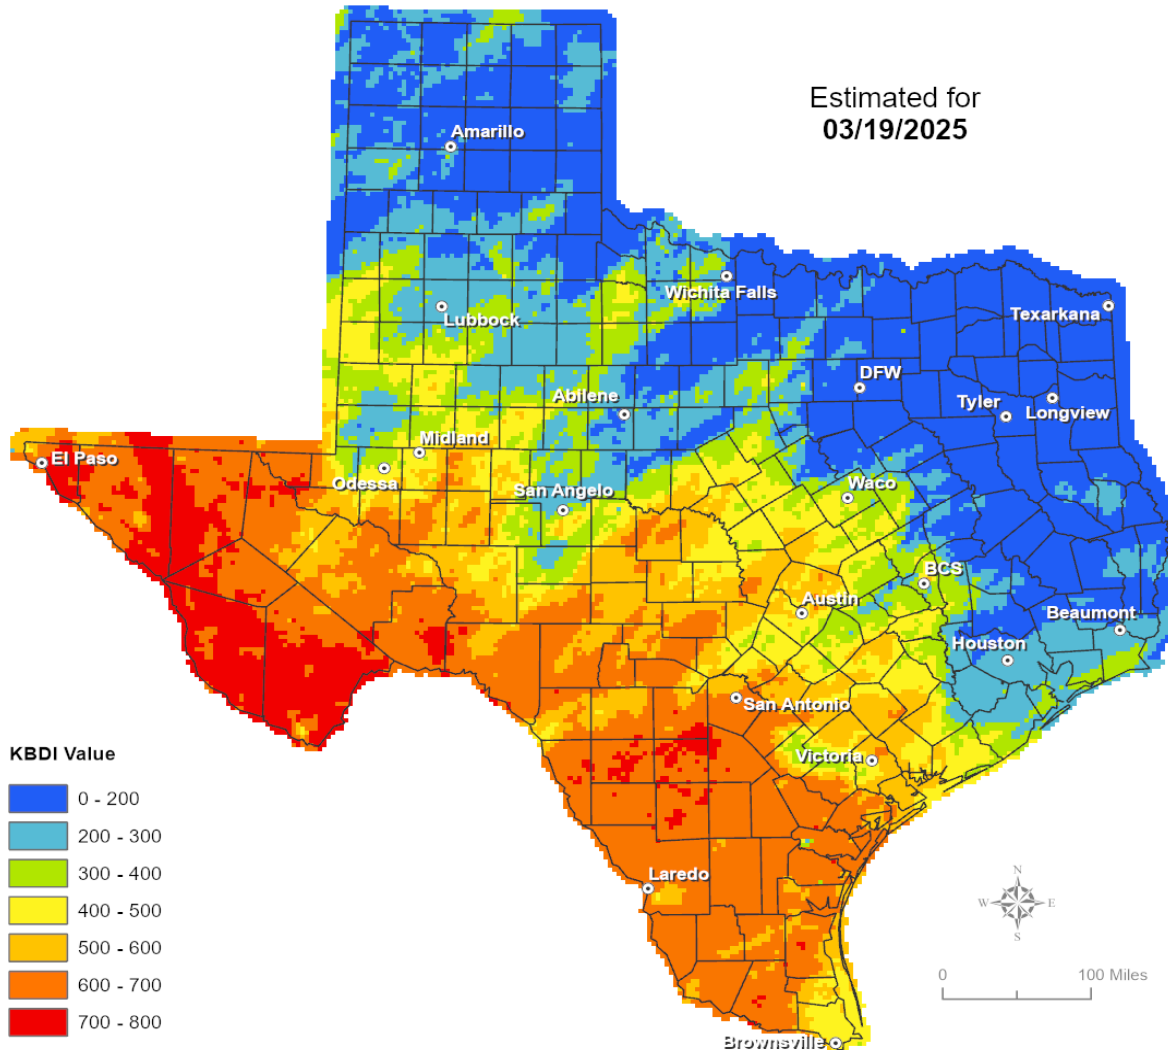 Estimated for
03/19/2025
Amarillo
Wichita Falls
Lubbock
Texarkana
DFW
Abilene
Tyler
Longview
Midland
El Paso
Odessa
San Angelo
Waco
BCS
Austin
Beaumont
Houston
San Antonio
Victoria
Laredo
Brownsville
KBDI Value
0 - 200
200 - 300
300 - 400
400 - 500
500 - 600
600 - 700
700 - 800
N
W E
S
0 100 Miles